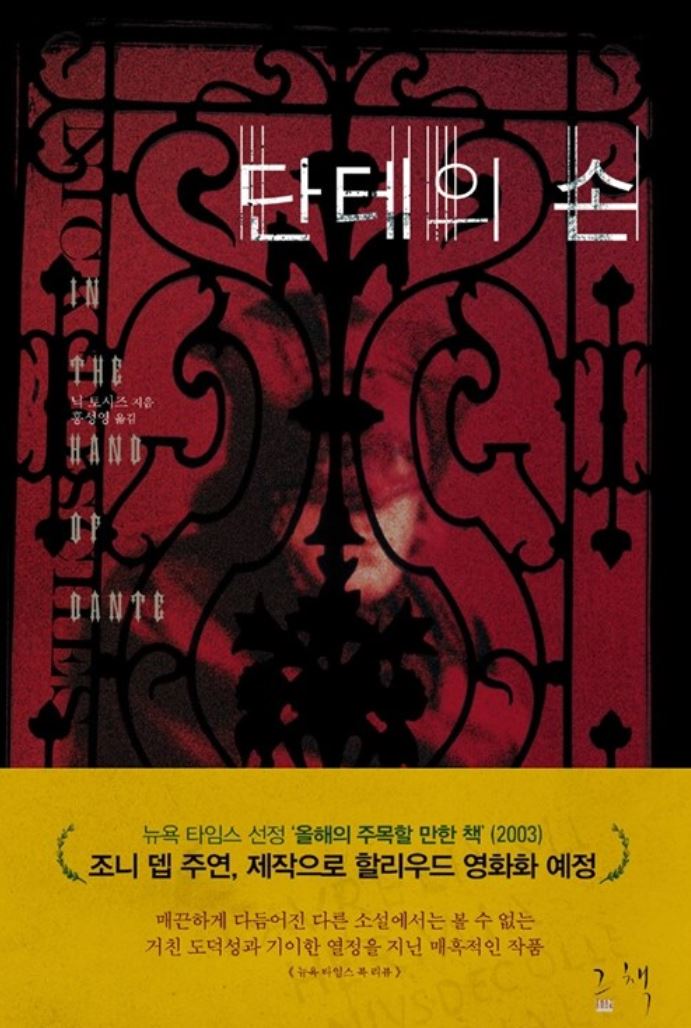 단테의 손
NIC
IN
THE
닉 토시즈 지음
홍성영 옮김
HAND
OF
DANTE
뉴욕 타임스 선정 '올해의 주목할 만한 책' (2003)
조니 뎁 주연, 제작으로 할리우드 영화화 예정
매끈하게 다듬어진 다른 소설에서는 볼 수 없는
거친 도덕성과 기이한 열정을 지닌 매혹적인 작품
《 뉴욕 타임스 북 리뷰 》
그책